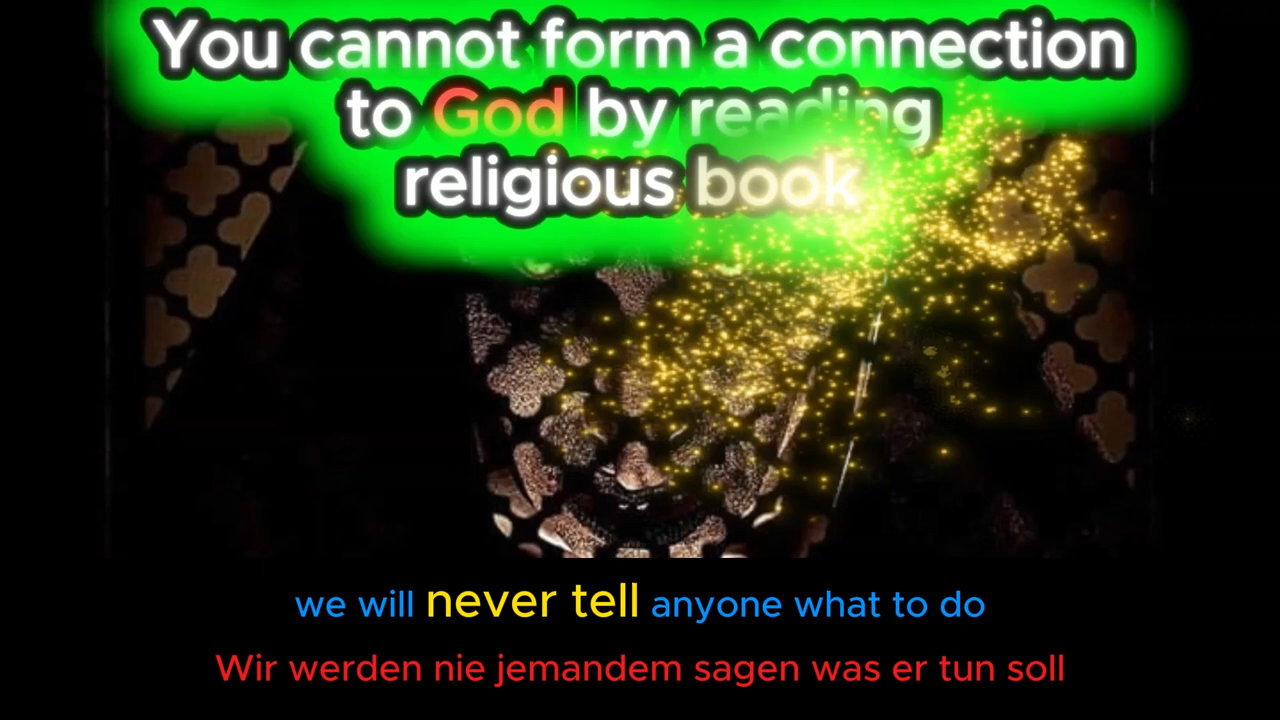 You cannot form a connection
to God by reading
religious book
we will never tell anyone what to do
Wir werden nie jemandem sagen was er tun soll